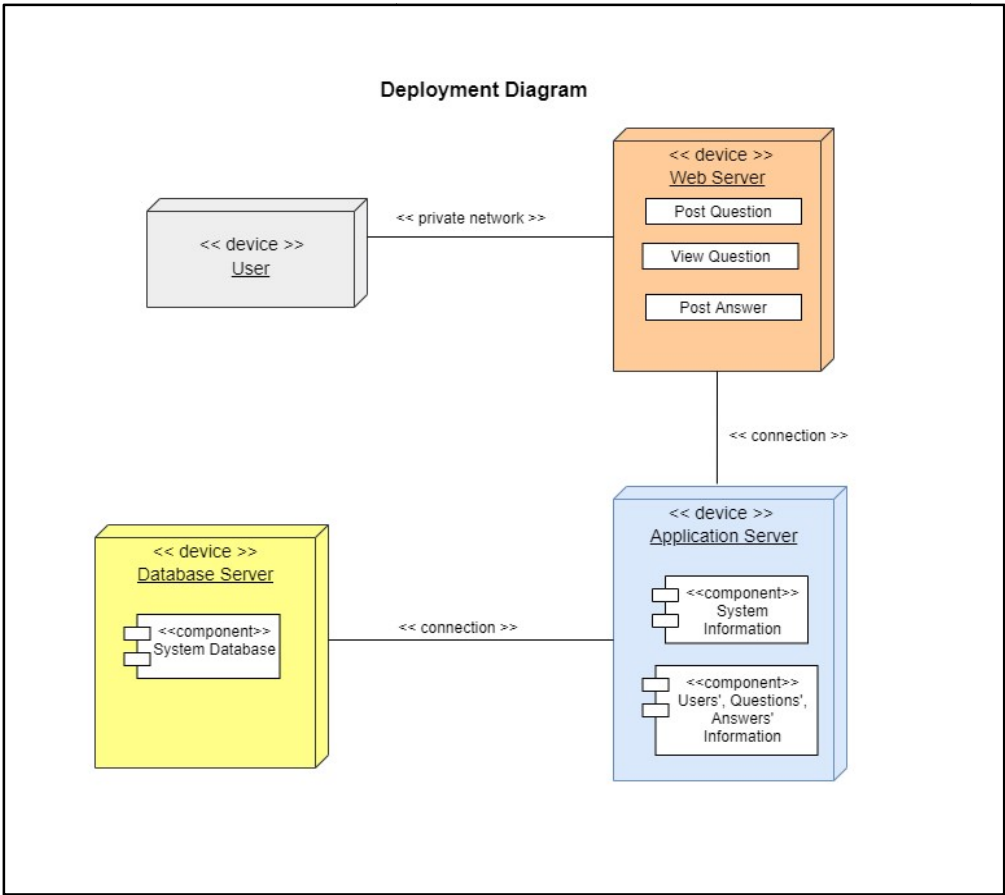 Deployment Diagram
<< device >>
Web Server
Post Question
View Question
Post Answer
<< private network >>
<< device >>
User
<< connection >>
<< device >>
Application Server
<<component>>
System
Information
<<component>>
Users', Questions',
Answers'
Information
<< connection >>
<< device >>
Database Server
<<component>>
System Database